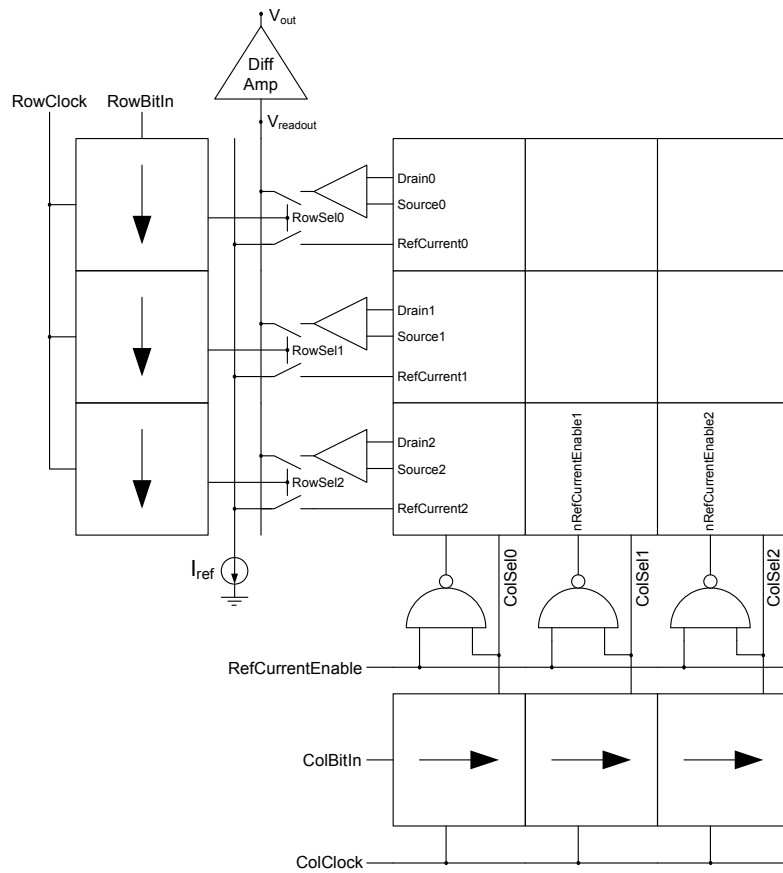 Vout
Diff
Amp
RowClock
RowBitIn
Vreadout
Drain0
Source0
RowSel0
RefCurrent0
Drain1
Source1
RowSel1
RefCurrent1
Drain2
Source2
RowSel2
RefCurrent2
nRefCurrentEnable1
nRefCurrentEnable2
Iref
ColSel0
ColSel1
ColSel2
RefCurrentEnable
ColBitIn
ColClock